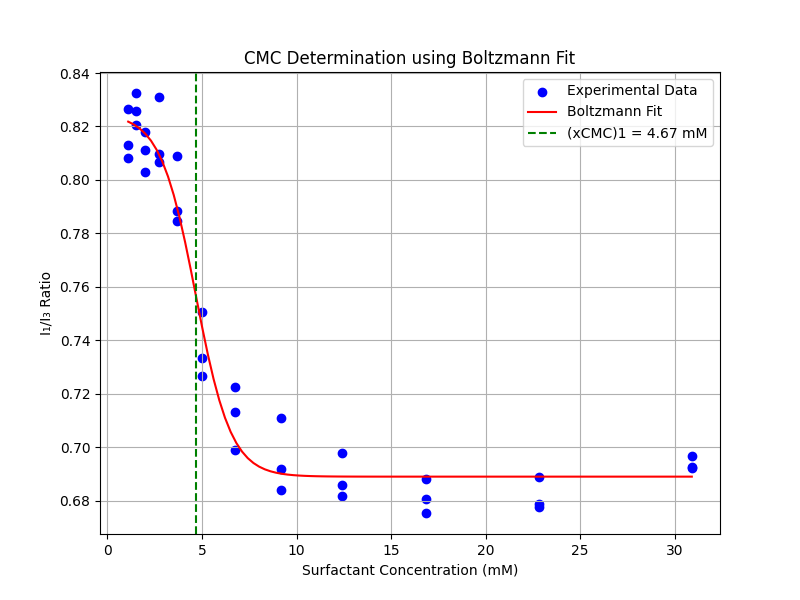 CMC Determination using Boltzmann Fit
Experimental Data
Boltzmann Fit
(xCMC)1 = 4.67 mM
I₁/I₃ Ratio
0.84
0.82
0.80
0.78
0.76
0.74
0.72
0.70
0.68
0
5
10
15
20
25
30
Surfactant Concentration (mM)